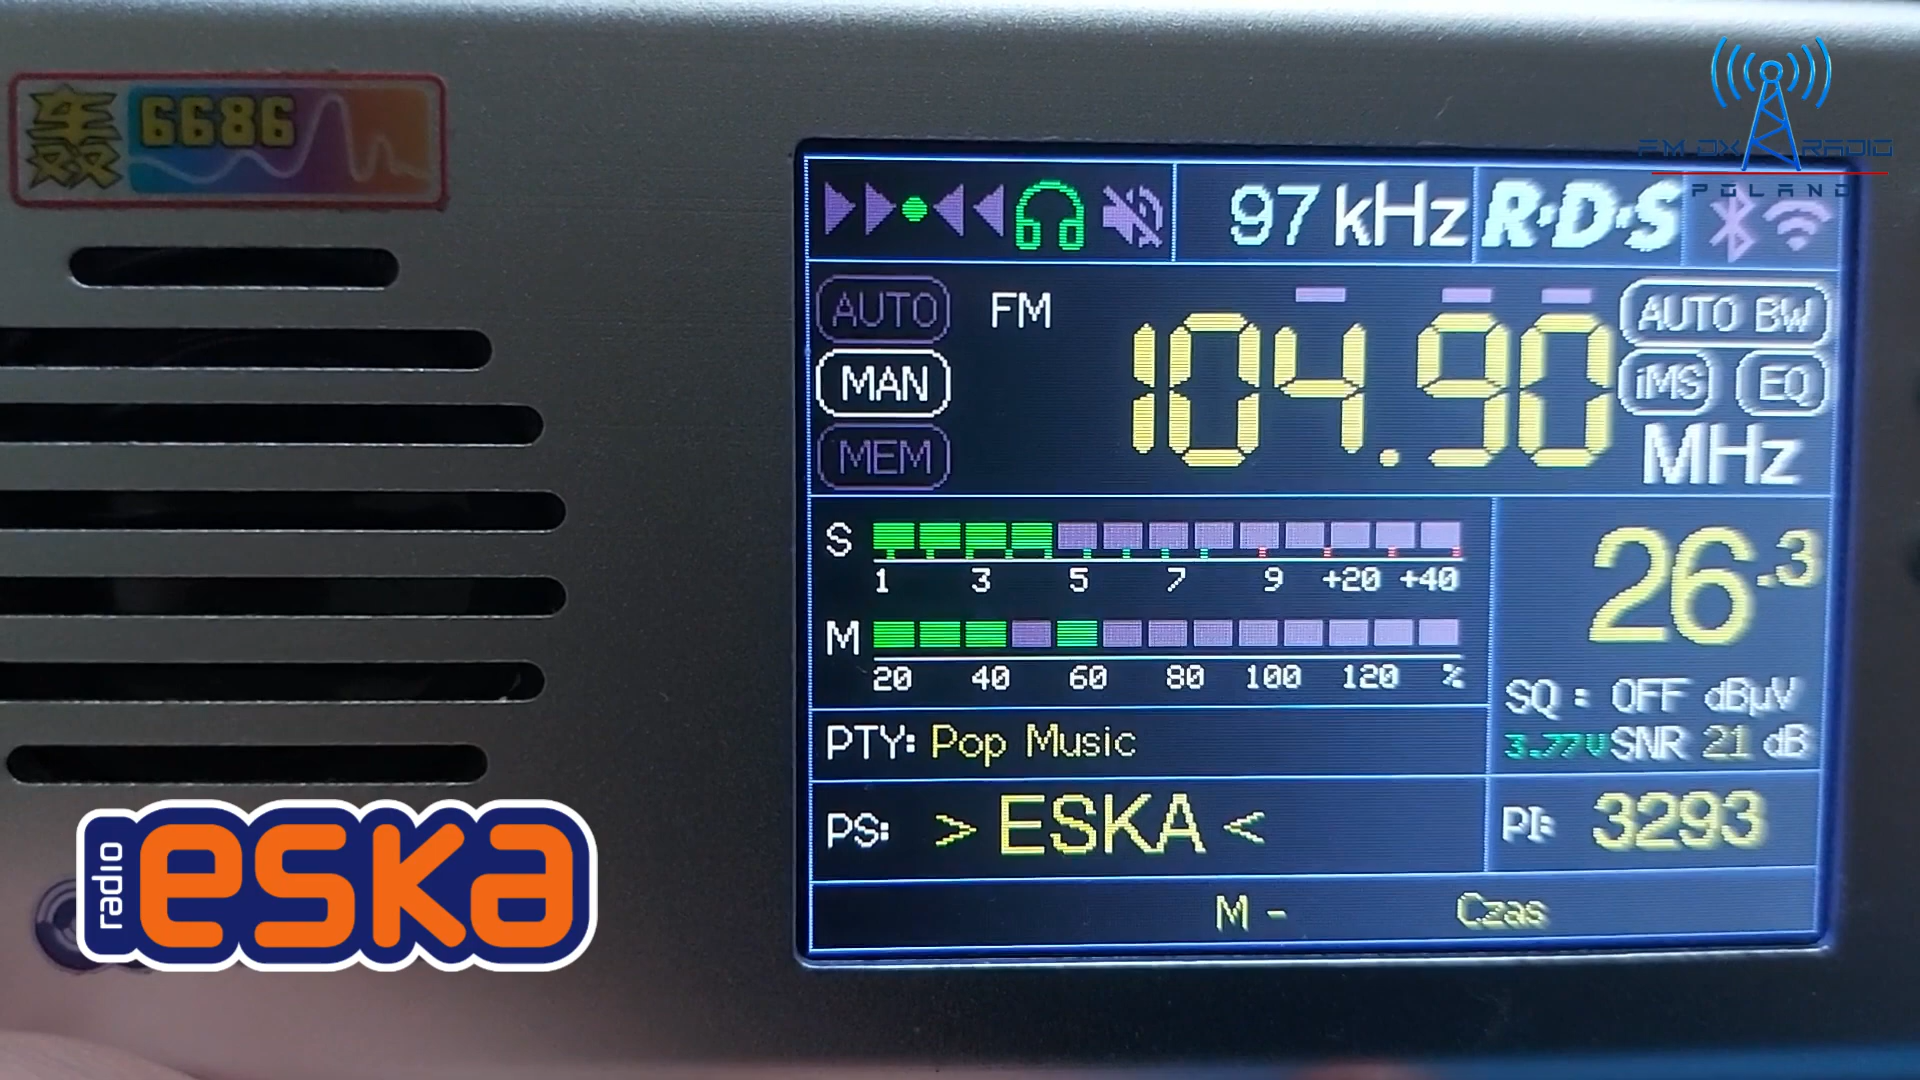 车
双
6686
FM DX RADIO
POLAND
97 kHz
R·D·S
AUTO
FM
104.90
MHz
AUTO BW
MAN
iMS
EQ
MEM
S
1 3 5 7 9 +20 +40
26.3
M
20 40 60 80 100 120 %
SQ : OFF dBµV
3.77V SNR 21 dB
PTY: Pop Music
PS: > ESKA <
PI: 3293
M - Czas
radio eska